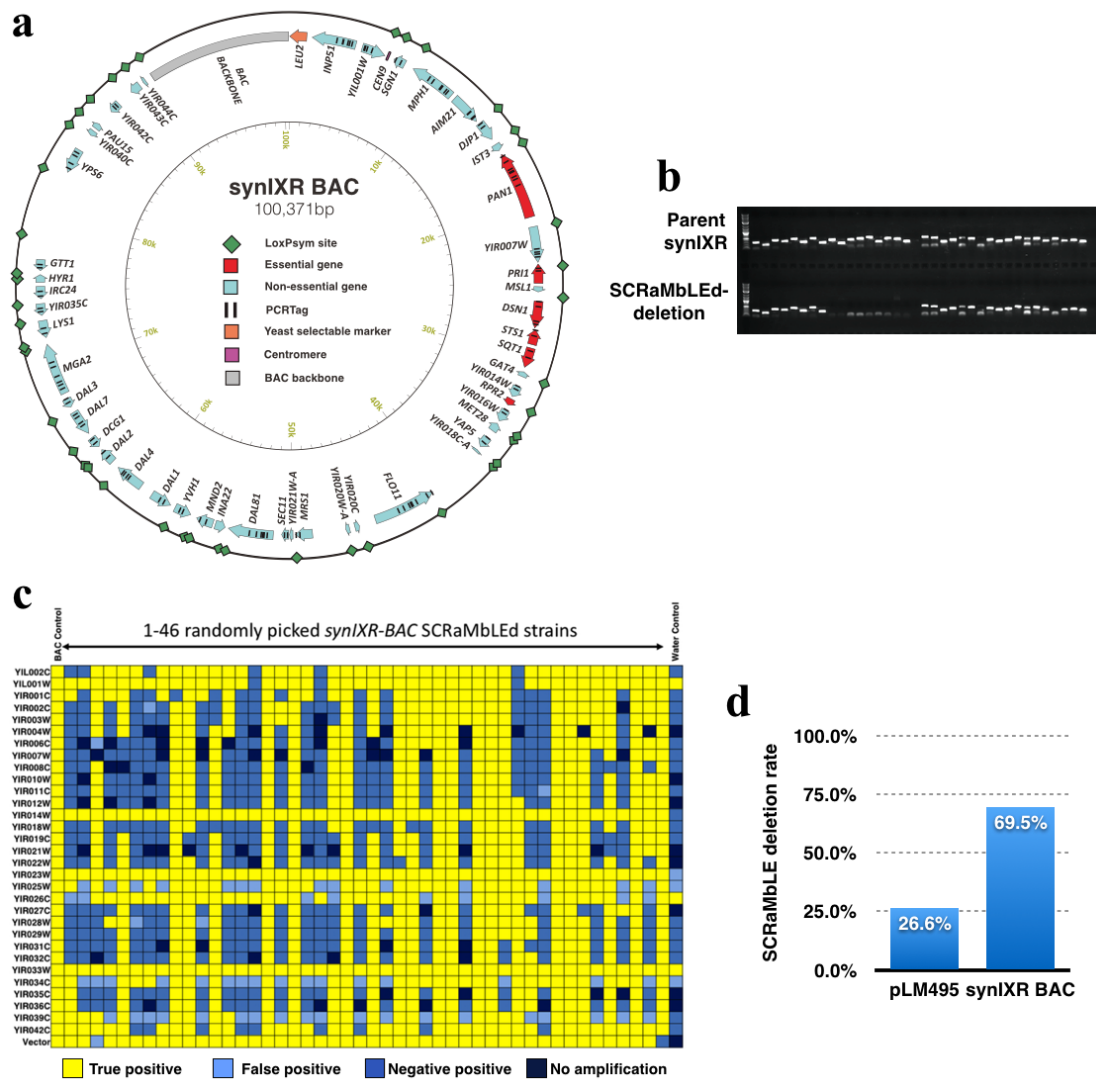 a
LEU2
INP51
YIL001W
CEN9
SGN1
MPH1
AIM21
DJP1
IST3
PAN1
YIR007W
PRI1
MSL1
DSN1
STS1
SQT1
GAT4
YIR014W
RPR2
YIR016W
MET28
YAP5
YIR018C-A
FLO11
YIR020C
YIR020W-A
MRS1
YIR021W-A
SEC11
DAL81
INA22
MND2
YVH1
DAL1
DAL4
DAL2
DCG1
DAL7
DAL3
MGA2
LYS1
YIR035C
IRC24
HYR1
GTT1
YPS6
YIR040C
PAU15
YIR042C
YIR043C
YIR044C
BAC
BACKBONE
100k
10k
20k
30k
40k
50k
60k
70k
80k
90k
synIXR BAC
100,371bp
LoxPsym site
Essential gene
Non-essential gene
PCRTag
Yeast selectable marker
Centromere
BAC backbone
b
Parent
synIXR
SCRaMbLEd-
deletion
c
BAC Control
1-46 randomly picked synIXR-BAC SCRaMbLEd strains
Water Control
YIL002C
YIL001W
YIR001C
YIR002C
YIR003W
YIR004W
YIR006C
YIR007W
YIR008C
YIR010W
YIR011C
YIR012W
YIR014W
YIR018W
YIR019C
YIR021W
YIR022W
YIR023W
YIR025W
YIR026C
YIR027C
YIR028W
YIR029W
YIR031C
YIR032C
YIR033W
YIR034C
YIR035C
YIR036C
YIR039C
YIR042C
Vector
True positive
False positive
Negative positive
No amplification
d
SCRaMbLE deletion rate
100.0%
75.0%
50.0%
25.0%
0.0%
26.6%
69.5%
pLM495
synIXR BAC